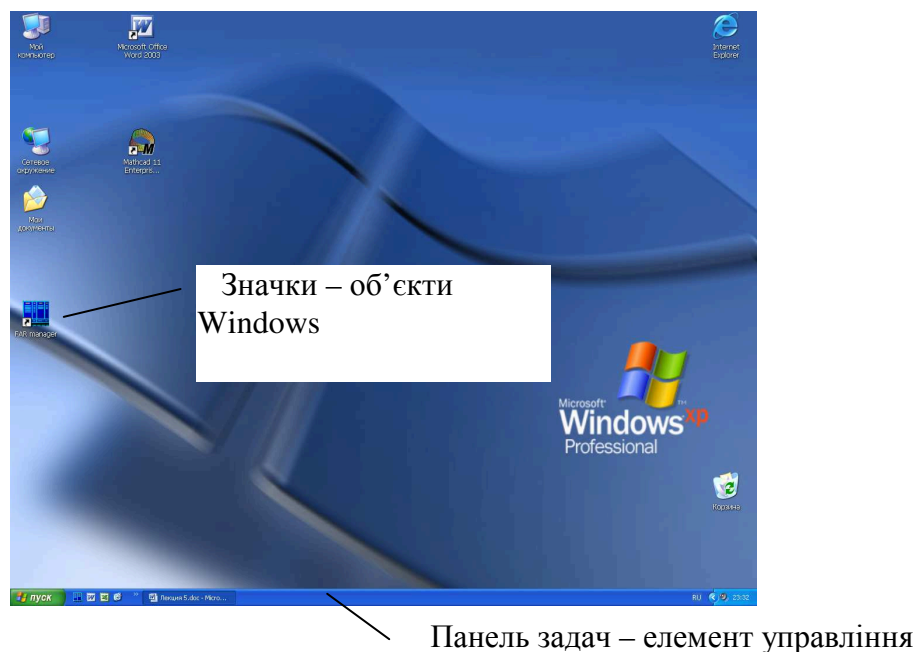 Мой
компьютер
Microsoft Office
Word 2003
Internet
Explorer
Сетевое
окружение
Mathcad 11
Enterpris...
Мои
документы
Значки – об’єкти
Windows
FAR manager
Microsoft
Windows xp
Professional
Корзина
пуск
Лекция 5.doc - Micro...
RU 23:32
Панель задач – елемент управління